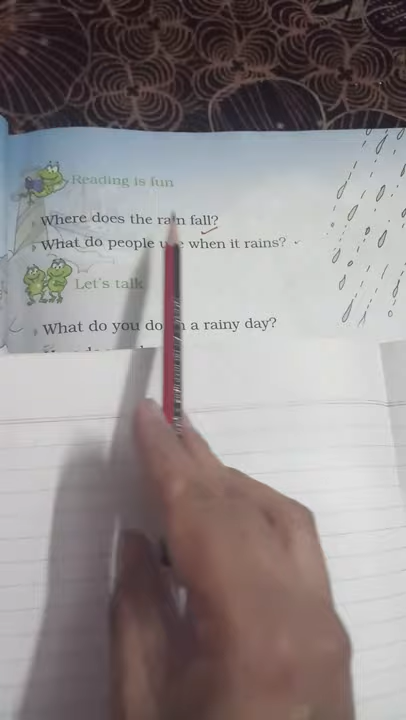 Reading is fun
Where does the rain fall?
What do people use when it rains?
Let's talk
What do you do on a rainy day?